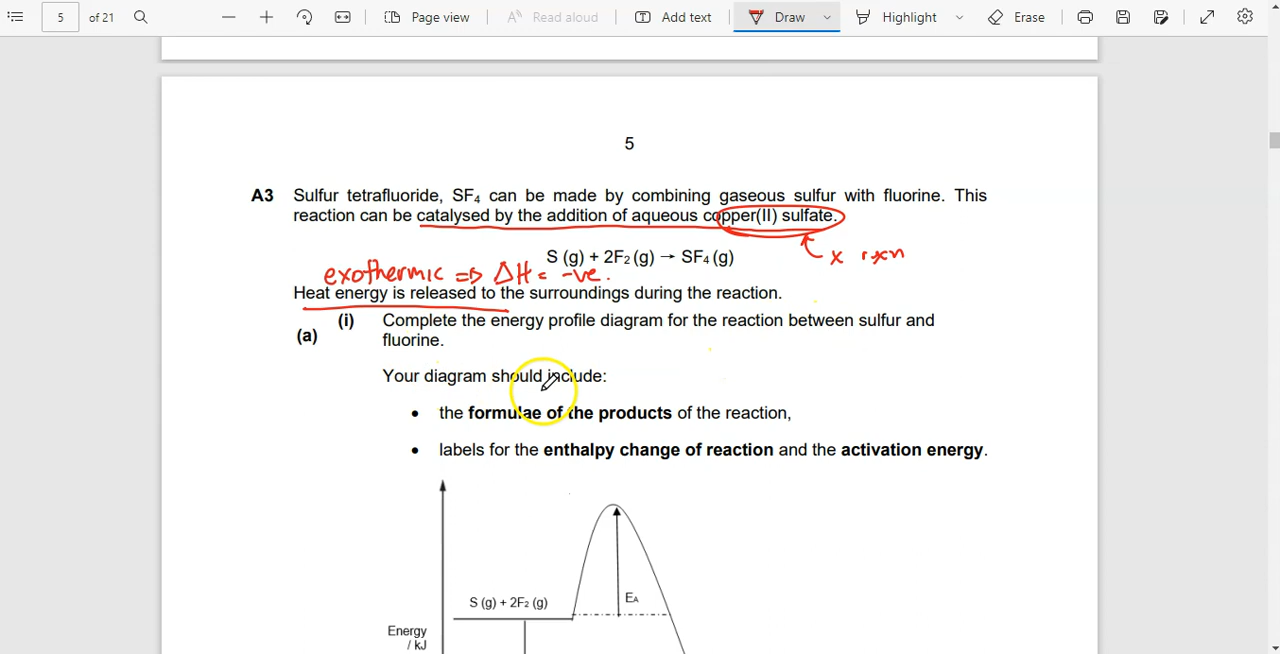 5 of 21 Page view Read aloud Add text Draw Highlight Erase
5
A3 Sulfur tetrafluoride, SF₄ can be made by combining gaseous sulfur with fluorine. This
reaction can be catalysed by the addition of aqueous copper(II) sulfate.
S (g) + 2F₂ (g) → SF₄ (g)
x rxn
exothermic => ΔH = -ve.
Heat energy is released to the surroundings during the reaction.
(a) (i) Complete the energy profile diagram for the reaction between sulfur and
fluorine.
Your diagram should include:
• the formulae of the products of the reaction,
• labels for the enthalpy change of reaction and the activation energy.
S (g) + 2F₂ (g)
EA
Energy
/ kJ